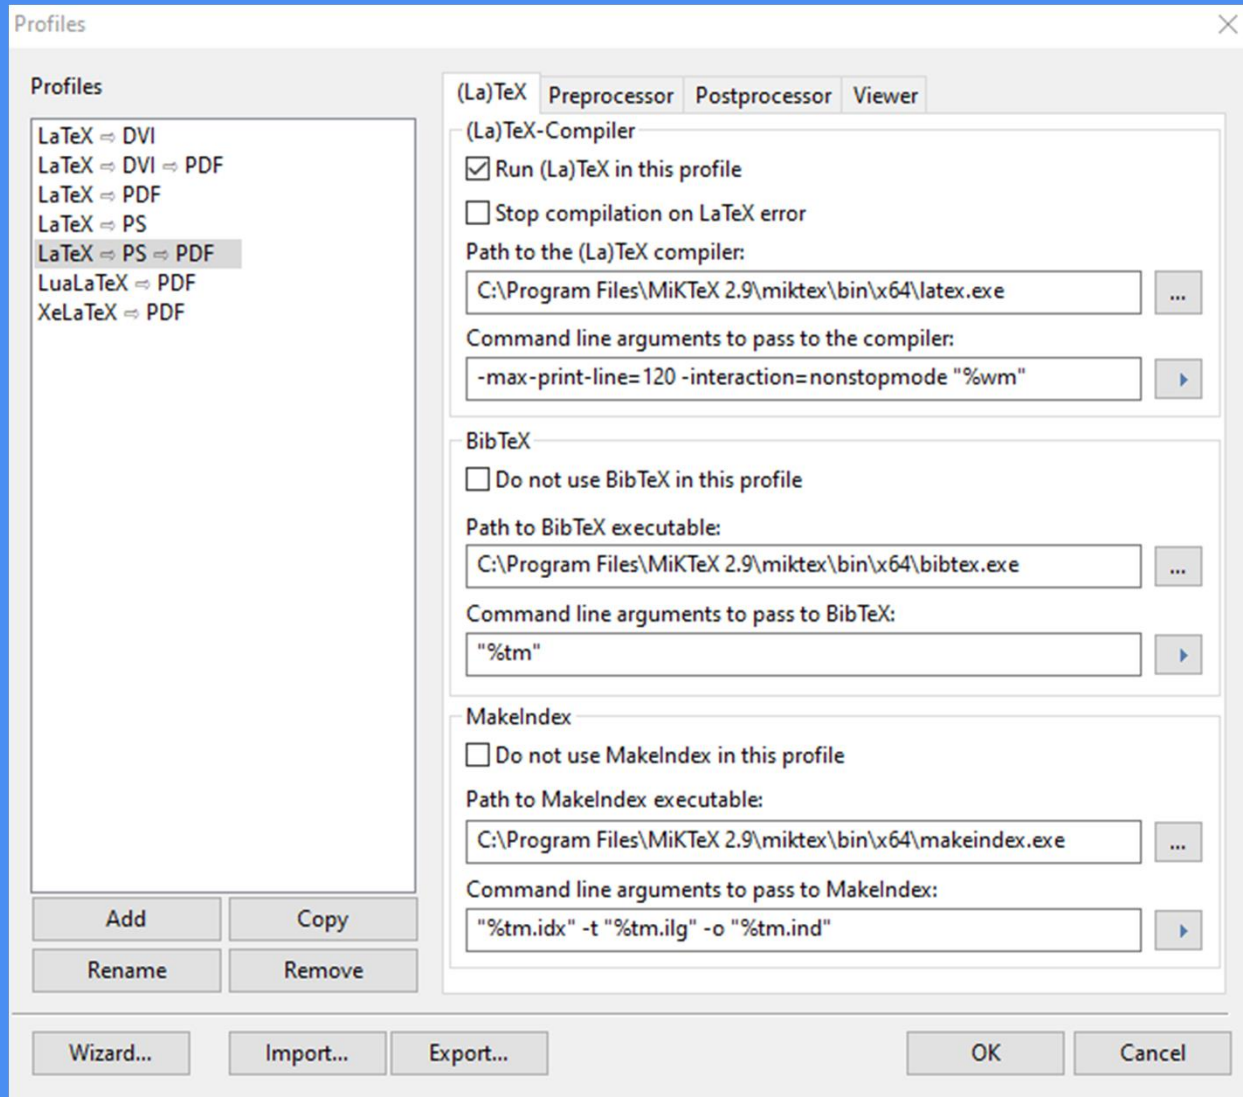 Profiles
Profiles
LaTeX ⇨ DVI
LaTeX ⇨ DVI ⇨ PDF
LaTeX ⇨ PDF
LaTeX ⇨ PS
LaTeX ⇨ PS ⇨ PDF
LuaLaTeX ⇨ PDF
XeLaTeX ⇨ PDF
Add
Copy
Rename
Remove
(La)TeX
Preprocessor
Postprocessor
Viewer
(La)TeX-Compiler
Run (La)TeX in this profile
Stop compilation on LaTeX error
Path to the (La)TeX compiler:
C:\Program Files\MiKTeX 2.9\miktex\bin\x64\latex.exe
...
Command line arguments to pass to the compiler:
-max-print-line=120 -interaction=nonstopmode "%wm"
BibTeX
Do not use BibTeX in this profile
Path to BibTeX executable:
C:\Program Files\MiKTeX 2.9\miktex\bin\x64\bibtex.exe
...
Command line arguments to pass to BibTeX:
"%tm"
MakeIndex
Do not use MakeIndex in this profile
Path to MakeIndex executable:
C:\Program Files\MiKTeX 2.9\miktex\bin\x64\makeindex.exe
...
Command line arguments to pass to MakeIndex:
"%tm.idx" -t "%tm.ilg" -o "%tm.ind"
Wizard...
Import...
Export...
OK
Cancel